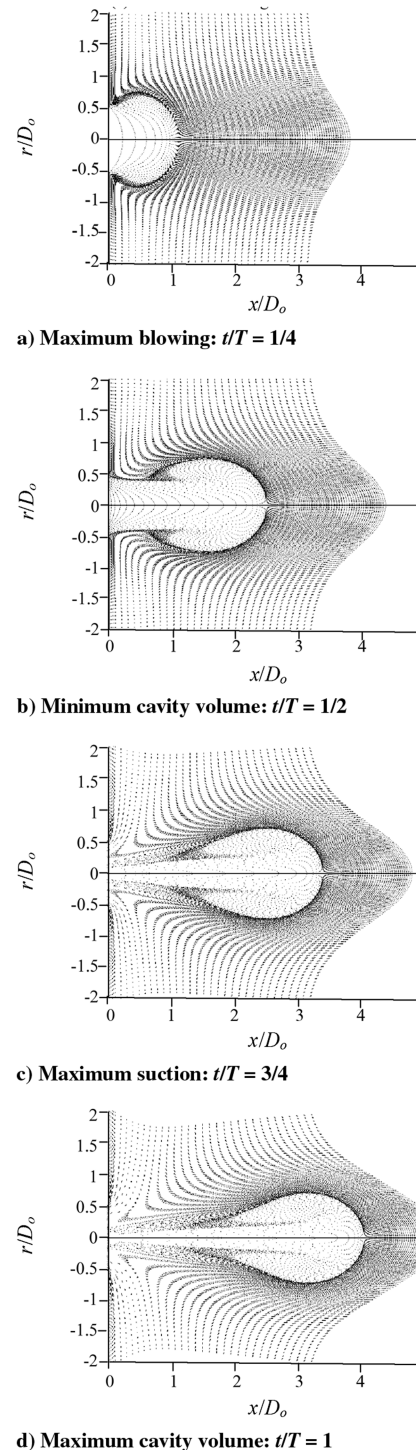 2
1.5
1
0.5
0
-0.5
-1
-1.5
-2
r/Dₒ
0 1 2 3 4
x/Dₒ
a) Maximum blowing: t/T = 1/4
2
1.5
1
0.5
0
-0.5
-1
-1.5
-2
r/Dₒ
0 1 2 3 4
x/Dₒ
b) Minimum cavity volume: t/T = 1/2
2
1.5
1
0.5
0
-0.5
-1
-1.5
-2
r/Dₒ
0 1 2 3 4
x/Dₒ
c) Maximum suction: t/T = 3/4
2
1.5
1
0.5
0
-0.5
-1
-1.5
-2
r/Dₒ
0 1 2 3 4
x/Dₒ
d) Maximum cavity volume: t/T = 1